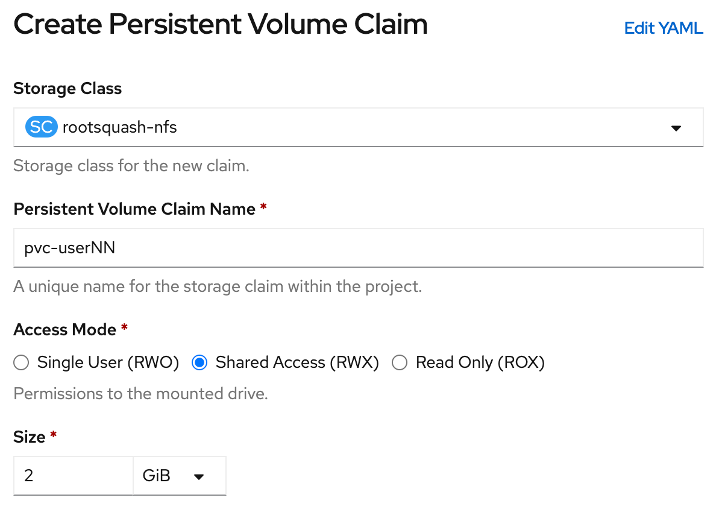 Create Persistent Volume Claim
Edit YAML
Storage Class
SC rootsquash-nfs
Storage class for the new claim.
Persistent Volume Claim Name *
pvc-userNN
A unique name for the storage claim within the project.
Access Mode *
Single User (RWO) Shared Access (RWX) Read Only (ROX)
Permissions to the mounted drive.
Size *
2 GiB